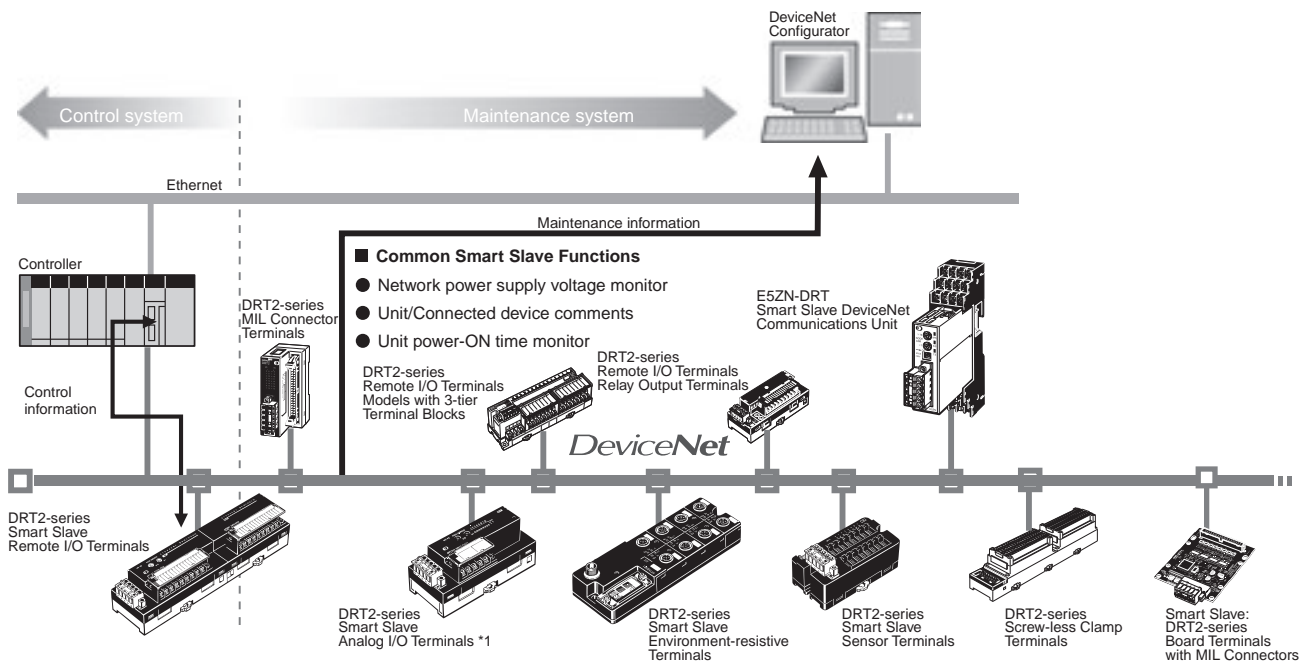 DeviceNet
Configurator
Control system
Maintenance system
Ethernet
Maintenance information
■ Common Smart Slave Functions
● Network power supply voltage monitor
● Unit/Connected device comments
● Unit power-ON time monitor
Controller
DRT2-series
MIL Connector
Terminals
E5ZN-DRT
Smart Slave DeviceNet
Communications Unit
DRT2-series
Remote I/O Terminals
Models with 3-tier
Terminal Blocks
DRT2-series
Remote I/O Terminals
Relay Output Terminals
Control
information
DeviceNet
DRT2-series
Smart Slave
Remote I/O Terminals
DRT2-series
Smart Slave
Analog I/O Terminals *1
DRT2-series
Smart Slave
Environment-resistive
Terminals
DRT2-series
Smart Slave
Sensor Terminals
DRT2-series
Screw-less Clamp
Terminals
Smart Slave:
DRT2-series
Board Terminals
with MIL Connectors